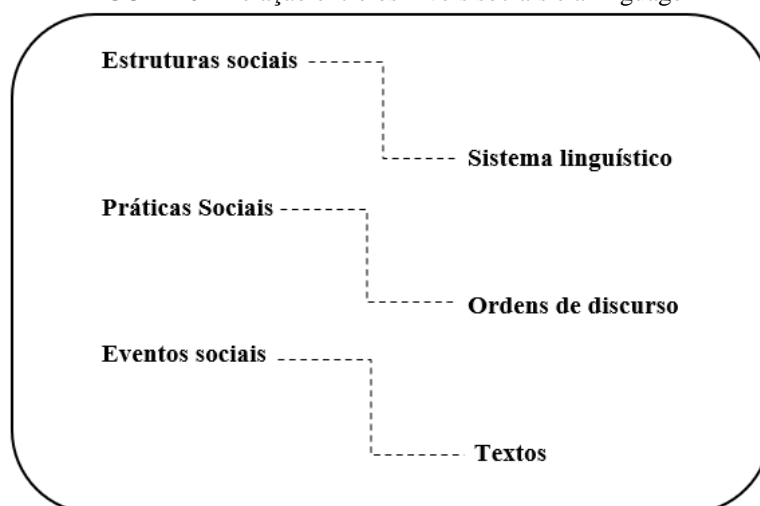 Estruturas sociais
Sistema linguístico
Práticas Sociais
Ordens de discurso
Eventos sociais
Textos